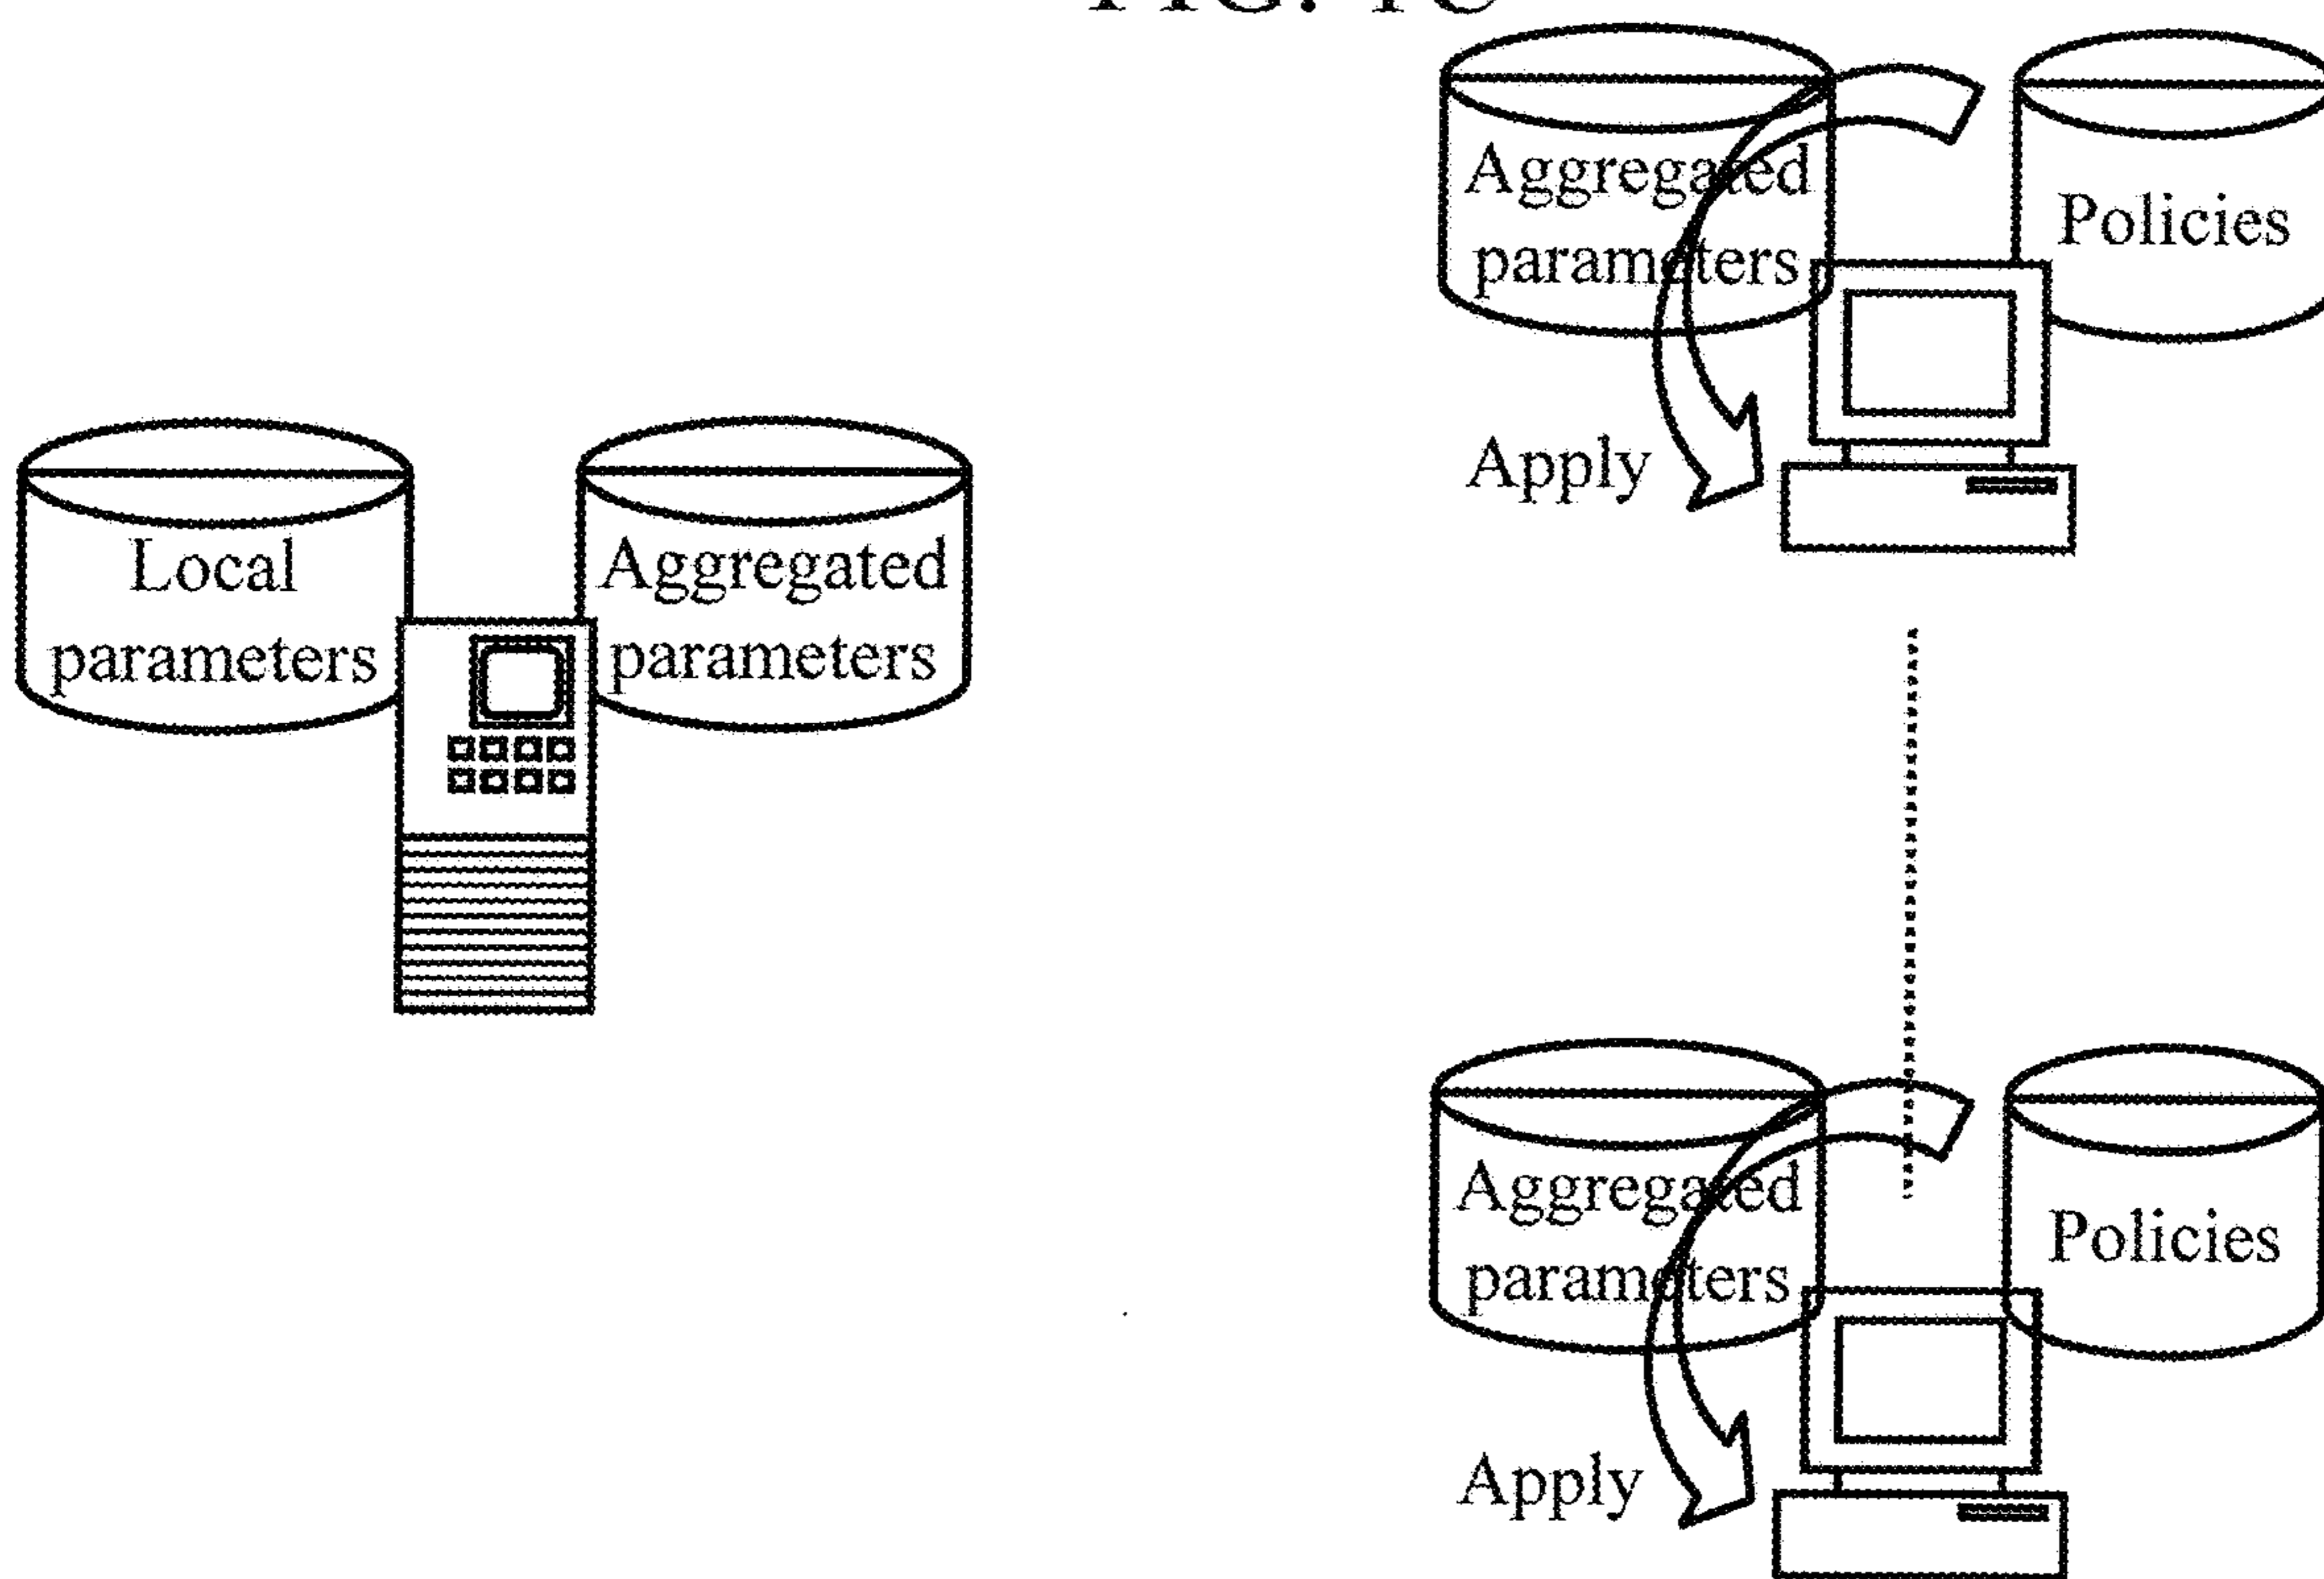 Aggregated
parameters
Policies
Apply
Local
parameters
Aggregated
parameters
Aggregated
parameters
Policies
Apply